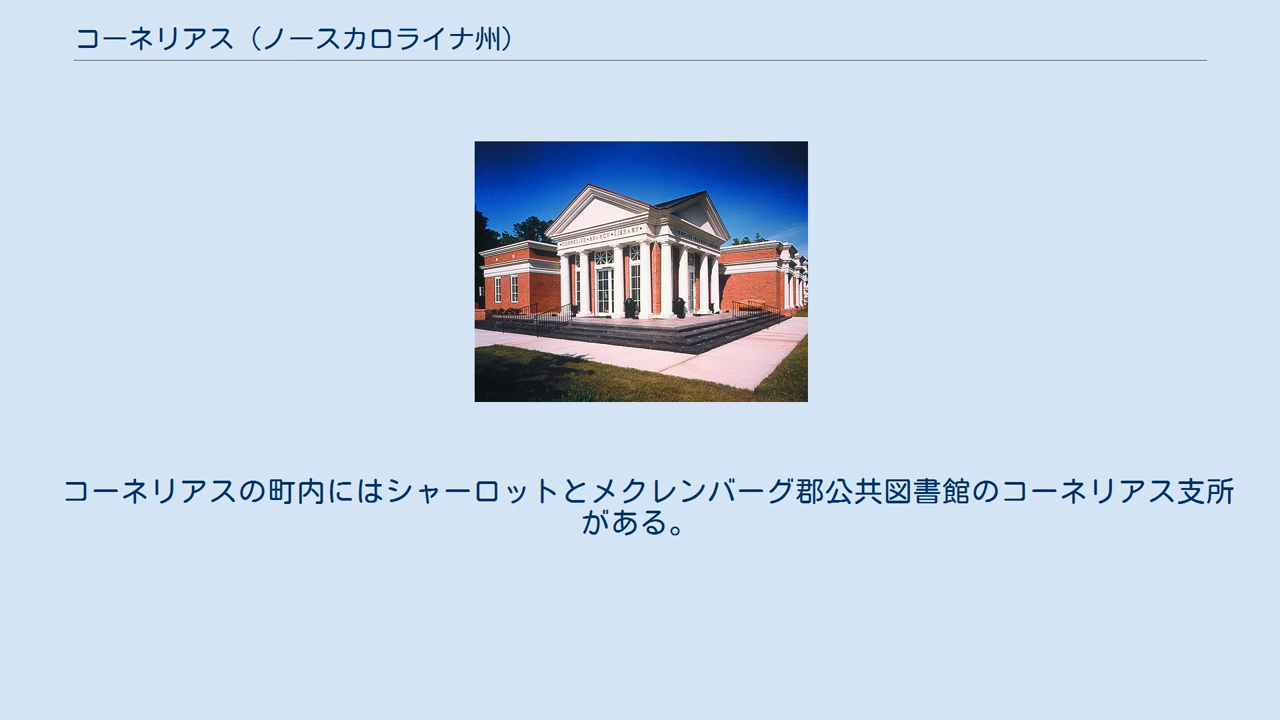 コーネリアス（ノースカロライナ州）
・CORNELIUS・BRANCH・LIBRARY・
コーネリアスの町内にはシャーロットとメクレンバーグ郡公共図書館のコーネリアス支所
がある。